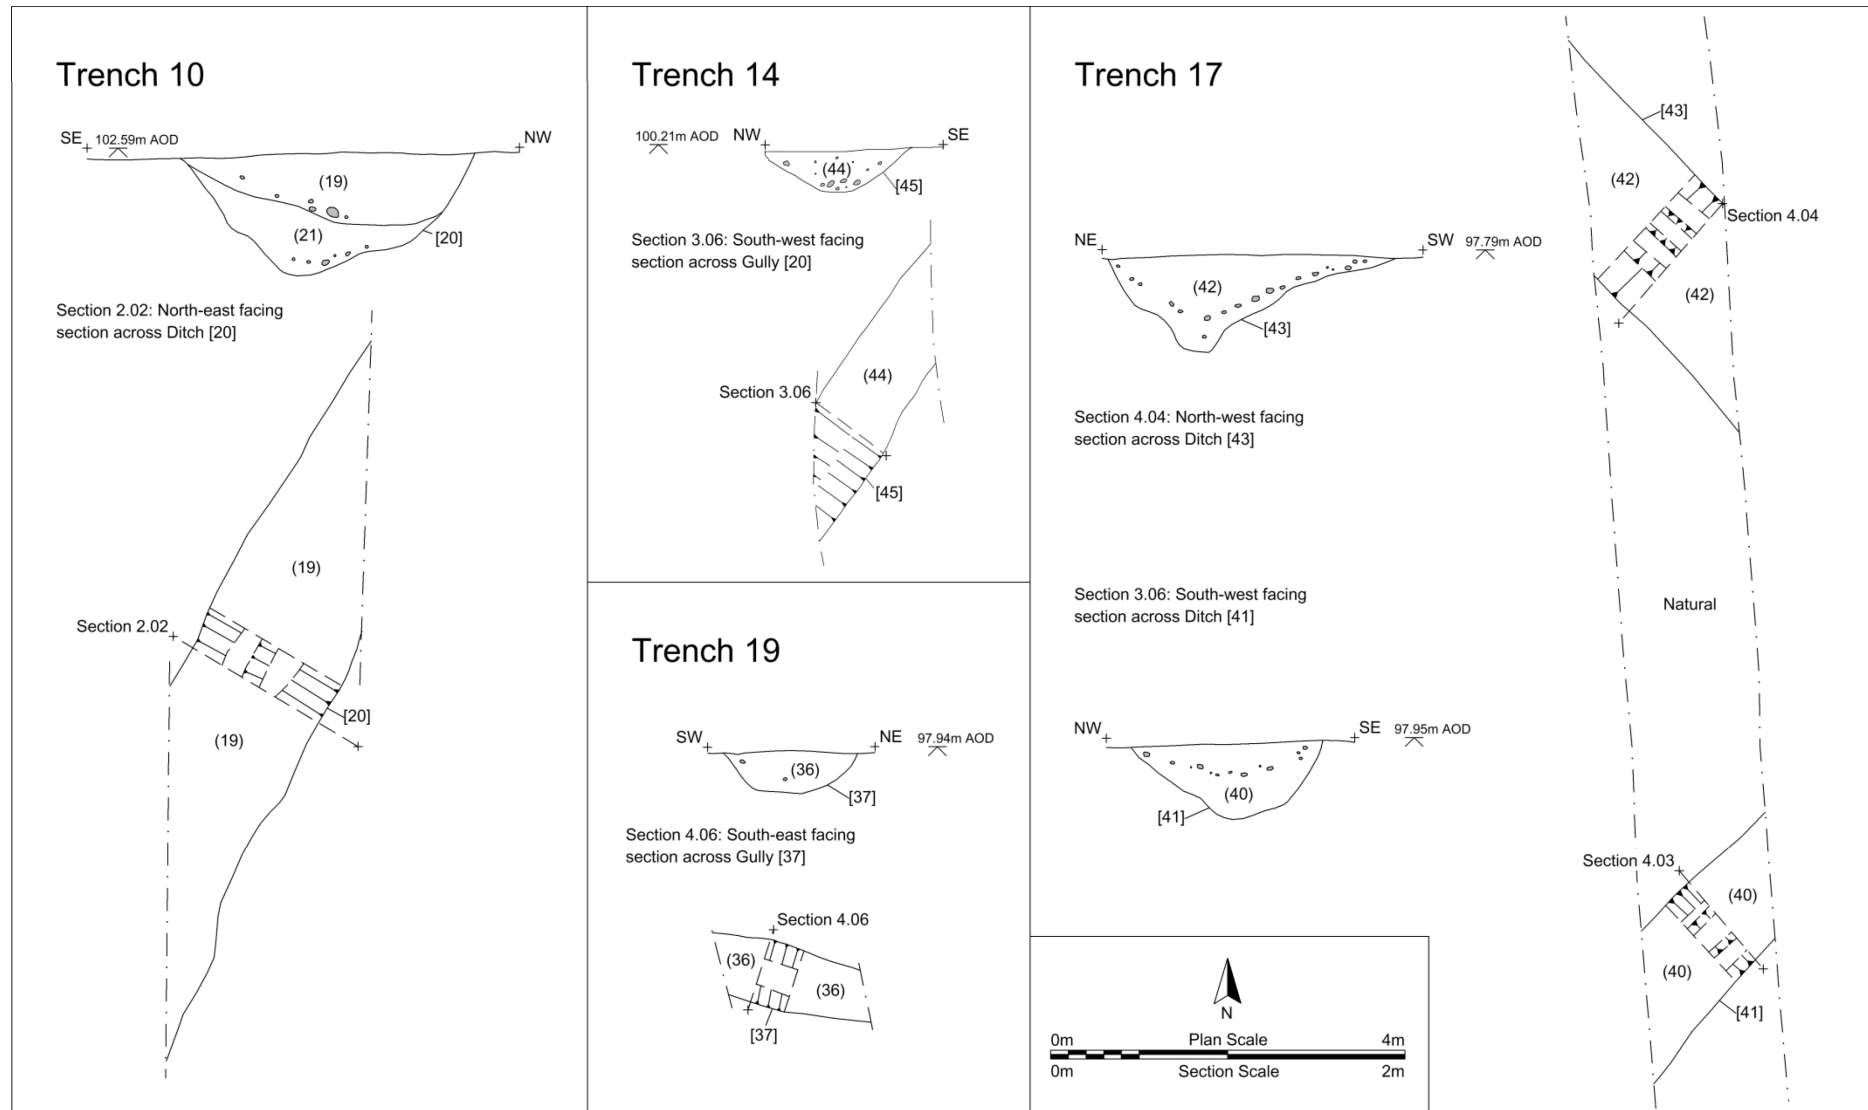 Trench 10
SE
102.59m AOD
NW
(19)
(21)
[20]
Section 2.02: North-east facing
section across Ditch [20]
(19)
Section 2.02
[20]
(19)
Trench 14
100.21m AOD
NW
SE
(44)
[45]
Section 3.06: South-west facing
section across Gully [20]
(44)
Section 3.06
[45]
Trench 19
SW
NE
97.94m AOD
(36)
[37]
Section 4.06: South-east facing
section across Gully [37]
Section 4.06
(36)
(36)
[37]
Trench 17
NE
SW
97.79m AOD
(42)
[43]
Section 4.04: North-west facing
section across Ditch [43]
Section 3.06: South-west facing
section across Ditch [41]
NW
SE
97.95m AOD
(40)
[41]
[43]
(42)
Section 4.04
(42)
Natural
Section 4.03
(40)
(40)
[41]
N
0m
Plan Scale
4m
0m
Section Scale
2m